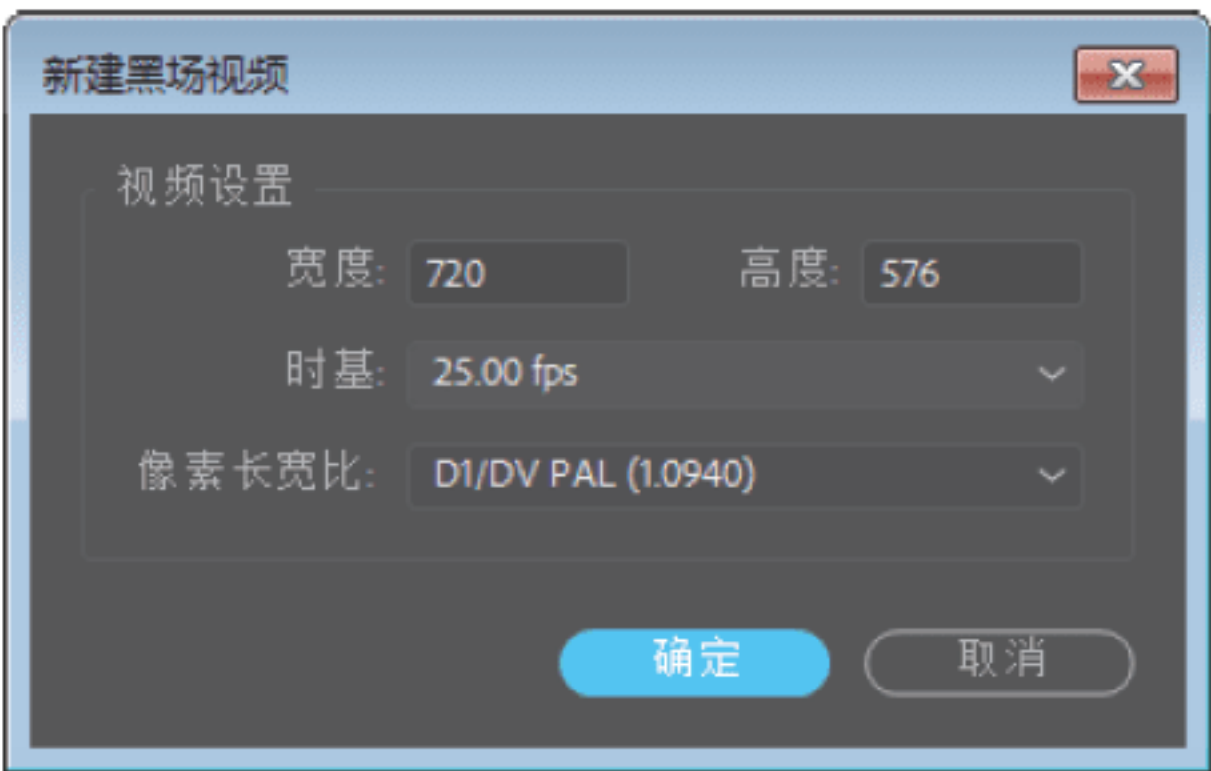 新建黑场视频
视频设置
宽度: 720 高度: 576
时基: 25.00 fps
像素长宽比: D1/DV PAL (1.0940)
确定 取消